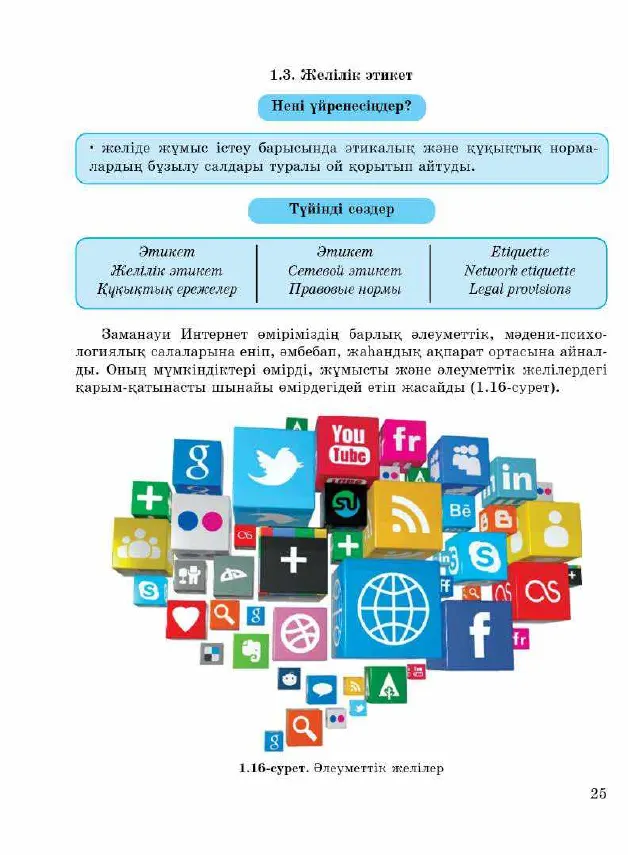 1.3. Желілік этикет
Нені үйренесіңдер?
• желіде жұмыс істеу барысында этикалық және құқықтық норма-
лардың бұзылу салдары туралы ой қорытып айтуды.
Түйінді сөздер
Этикет Этикет Etiquette
Желілік этикет Сетевой этикет Network etiquette
Құқықтық ережелер Правовые нормы Legal provisions
Заманауи Интернет өміріміздің барлық әлеуметтік, мәдени-психо-
логиялық салаларына еніп, әмбебап, жаһандық ақпарат ортасына айнал-
ды. Оның мүмкіндіктері өмірді, жұмысты және әлеуметтік желілердегі
қарым-қатынасты шынайы өмірдегідей етіп жасайды (1.16-сурет).
You
Tube
fr
g
in
Bē
S
f
fr
g
g
1.16-сурет. Әлеуметтік желілер
25